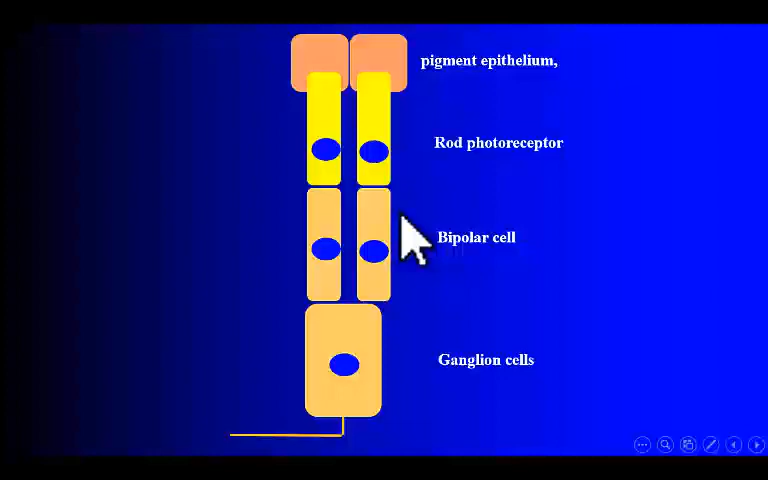 pigment epithelium,
Rod photoreceptor
Bipolar cell
Ganglion cells